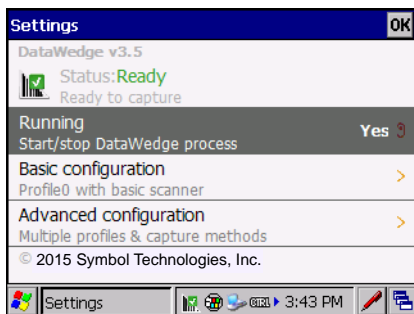 Settings OK
DataWedge v3.5
Status:Ready
Ready to capture
Running Yes
Start/stop DataWedge process
Basic configuration
Profile0 with basic scanner
Advanced configuration
Multiple profiles & capture methods
© 2015 Symbol Technologies, Inc.
Settings 3:43 PM